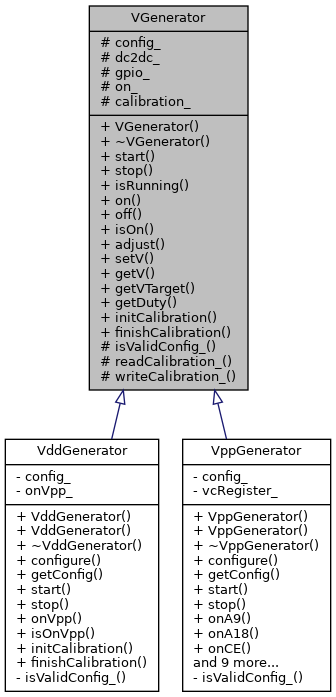 VGenerator
# config_
# dc2dc_
# gpio_
# on_
# calibration_
+ VGenerator()
+ ~VGenerator()
+ start()
+ stop()
+ isRunning()
+ on()
+ off()
+ isOn()
+ adjust()
+ setV()
+ getV()
+ getVTarget()
+ getDuty()
+ initCalibration()
+ finishCalibration()
# isValidConfig_()
# readCalibration_()
# writeCalibration_()
VddGenerator
- config_
- onVpp_
+ VddGenerator()
+ VddGenerator()
+ ~VddGenerator()
+ configure()
+ getConfig()
+ start()
+ stop()
+ onVpp()
+ isOnVpp()
+ initCalibration()
+ finishCalibration()
- isValidConfig_()
VppGenerator
- config_
- vcRegister_
+ VppGenerator()
+ VppGenerator()
+ ~VppGenerator()
+ configure()
+ getConfig()
+ start()
+ stop()
+ onA9()
+ onA18()
+ onCE()
and 9 more...
- isValidConfig_()